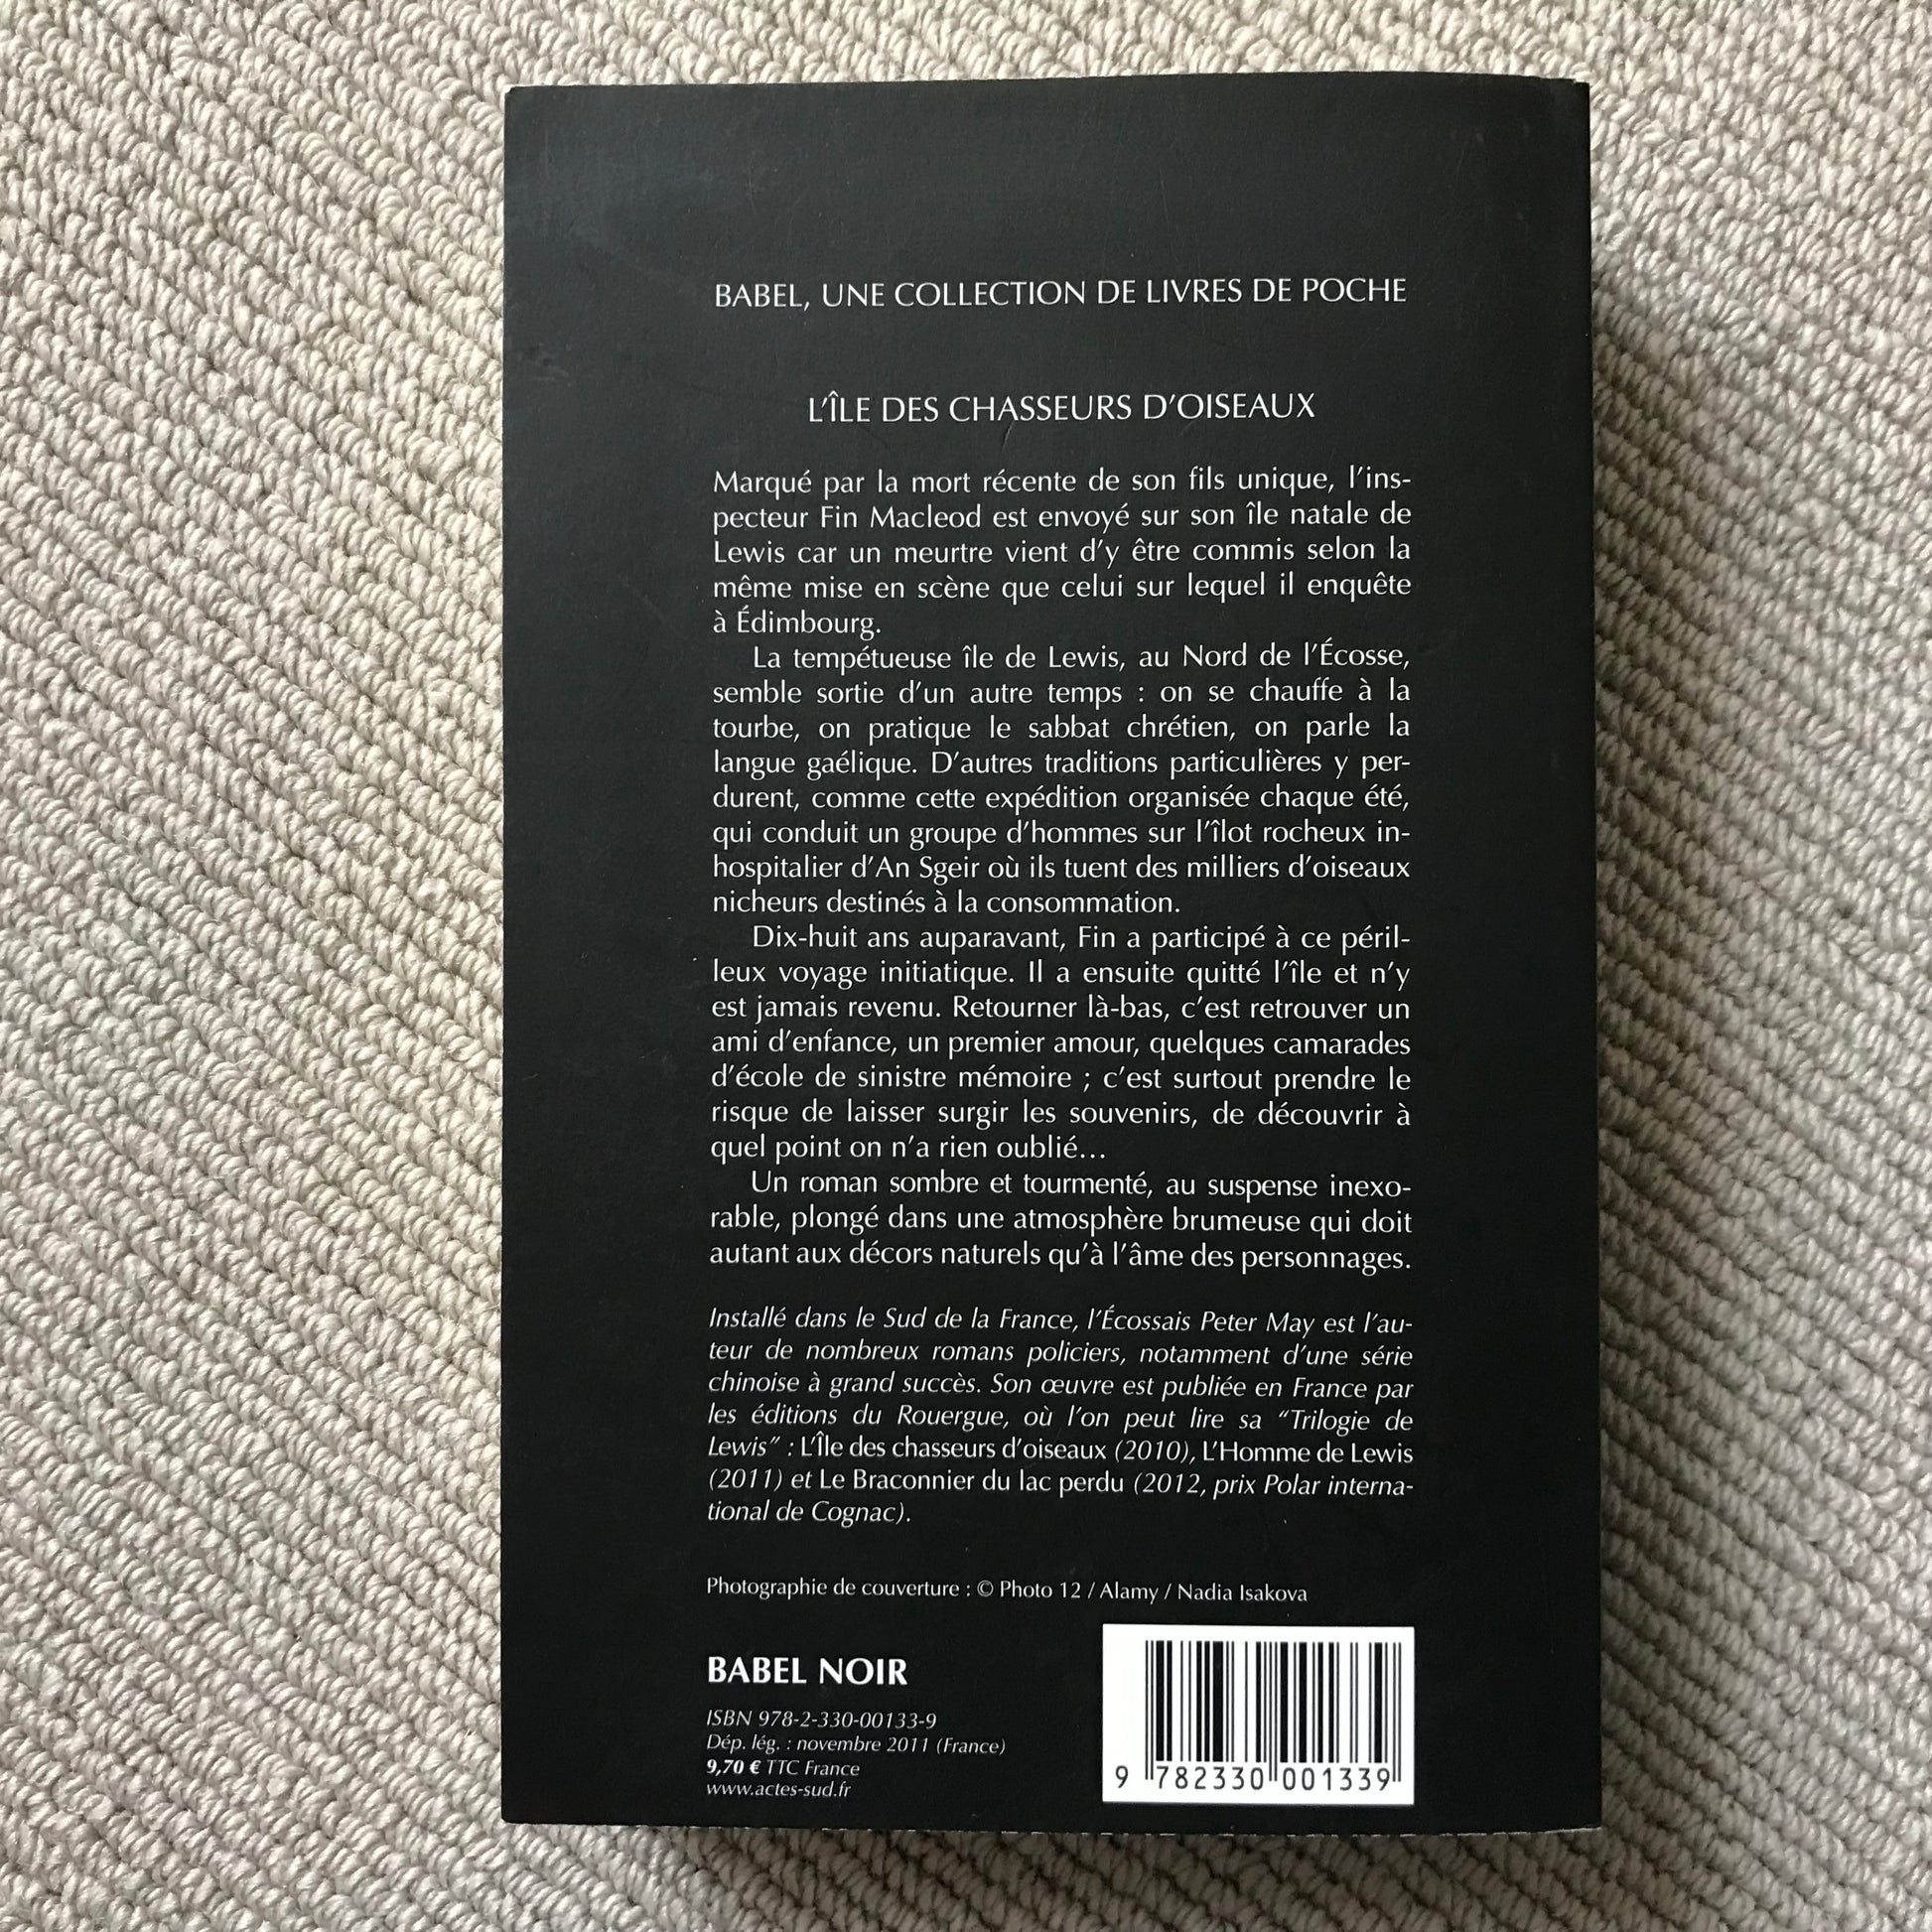 BABEL, UNE COLLECTION DE LIVRES DE POCHE
L'ÎLE DES CHASSEURS D'OISEAUX
Marqué par la mort récente de son fils unique, l'ins-
pecteur Fin Macleod est envoyé sur son île natale de
Lewis car un meurtre vient d'y être commis selon la
même mise en scène que celui sur lequel il enquête
à Édimbourg.
La tempétueuse île de Lewis, au Nord de l'Écosse,
semble sortie d'un autre temps : on se chauffe à la
tourbe, on pratique le sabbat chrétien, on parle la
langue gaélique. D'autres traditions particulières y per-
durent, comme cette expédition organisée chaque été,
qui conduit un groupe d'hommes sur l'îlot rocheux in-
hospitalier d'An Sgeir où ils tuent des milliers d'oiseaux
nicheurs destinés à la consommation.
Dix-huit ans auparavant, Fin a participé à ce péril-
leux voyage initiatique. Il a ensuite quitté l'île et n'y
est jamais revenu. Retourner là-bas, c'est retrouver un
ami d'enfance, un premier amour, quelques camarades
d'école de sinistre mémoire ; c'est surtout prendre le
risque de laisser surgir les souvenirs, de découvrir à
quel point on n'a rien oublié…
Un roman sombre et tourmenté, au suspense inexo-
rable, plongé dans une atmosphère brumeuse qui doit
autant aux décors naturels qu'à l'âme des personnages.
Installé dans le Sud de la France, l'Écossais Peter May est l'au-
teur de nombreux romans policiers, notamment d'une série
chinoise à grand succès. Son œuvre est publiée en France par
les éditions du Rouergue, où l'on peut lire sa "Trilogie de
Lewis" : L'Île des chasseurs d'oiseaux (2010), L'Homme de Lewis
(2011) et Le Braconnier du lac perdu (2012, prix Polar interna-
tional de Cognac).
Photographie de couverture : © Photo 12 / Alamy / Nadia Isakova
BABEL NOIR
ISBN 978-2-330-00133-9
Dép. lég. : novembre 2011 (France)
9,70 € TTC France
www.actes-sud.fr
9 782330 001339